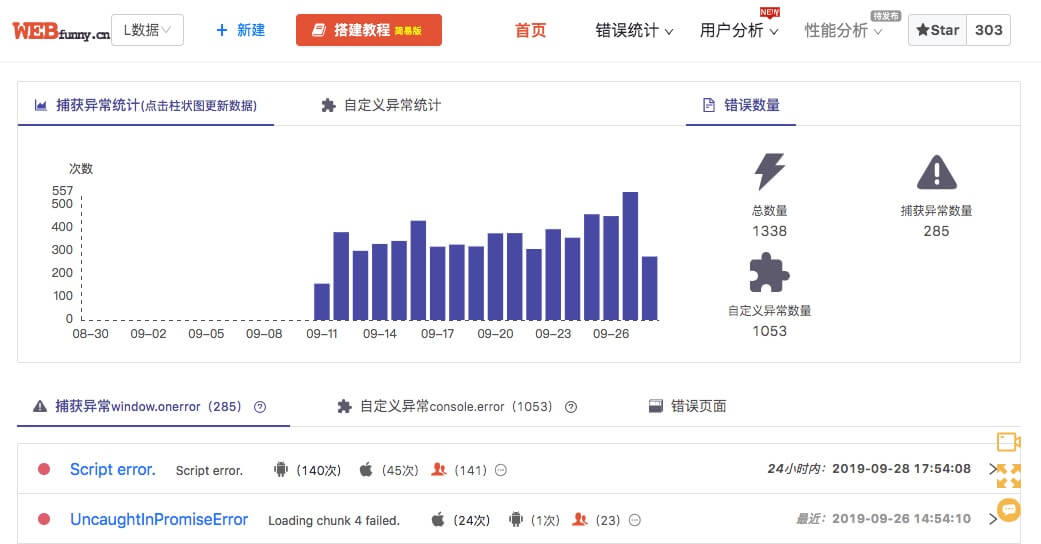 WEBfunny.cn L数据 + 新建 搭建教程 简易版 首页 错误统计 用户分析 NEW 性能分析 待发布 Star 303
捕获异常统计(点击柱状图更新数据) 自定义异常统计 错误数量
次数
557
500
400
300
200
100
0
08–30 09–02 09–05 09–08 09–11 09–14 09–17 09–20 09–23 09–26
总数量
1338
捕获异常数量
285
自定义异常数量
1053
捕获异常window.onerror（285） 自定义异常console.error（1053） 错误页面
Script error. Script error. (140次) (45次) (141) 24小时内：2019-09-28 17:54:08
UncaughtInPromiseError Loading chunk 4 failed. (24次) (1次) (23) 最近：2019-09-26 14:54:10